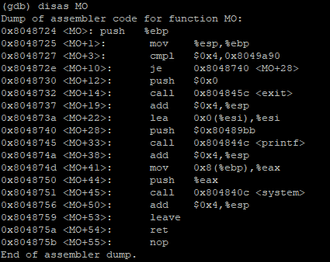 (gdb) disas MO
Dump of assembler code for function MO:
0x8048724 <MO>: push   %ebp
0x8048725 <MO+1>:       mov    %esp,%ebp
0x8048727 <MO+3>:       cmpl   $0x4,0x8049a90
0x804872e <MO+10>:      je     0x8048740 <MO+28>
0x8048730 <MO+12>:      push   $0x0
0x8048732 <MO+14>:      call   0x804845c <exit>
0x8048737 <MO+19>:      add    $0x4,%esp
0x804873a <MO+22>:      lea    0x0(%esi),%esi
0x8048740 <MO+28>:      push   $0x80489bb
0x8048745 <MO+33>:      call   0x804844c <printf>
0x804874a <MO+38>:      add    $0x4,%esp
0x804874d <MO+41>:      mov    0x8(%ebp),%eax
0x8048750 <MO+44>:      push   %eax
0x8048751 <MO+45>:      call   0x804840c <system>
0x8048756 <MO+50>:      add    $0x4,%esp
0x8048759 <MO+53>:      leave
0x804875a <MO+54>:      ret
0x804875b <MO+55>:      nop
End of assembler dump.